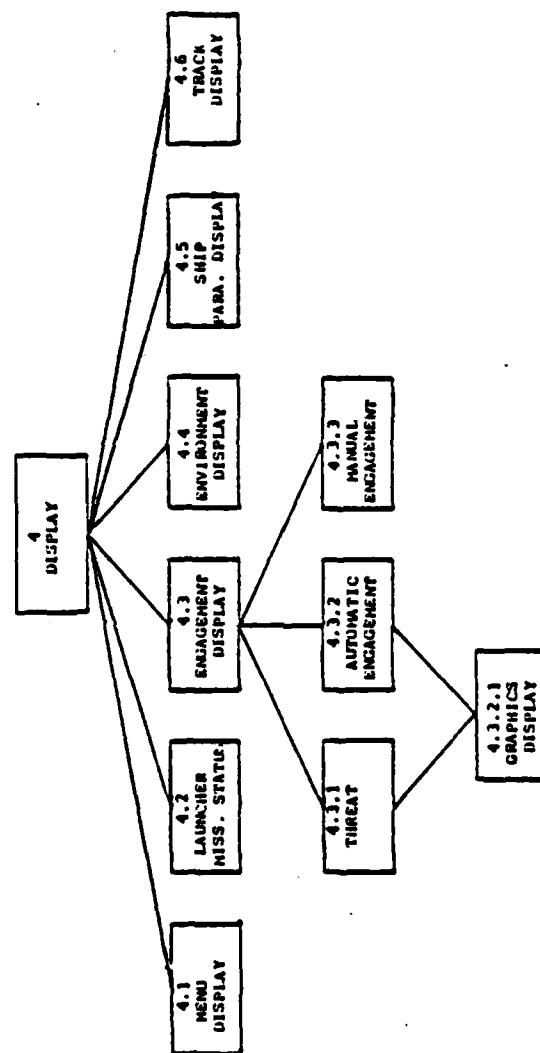 4
DISPLAY
4.1
MENU
DISPLAY
4.2
LAUNCHER
MISS. STATUS
4.3
ENGAGEMENT
DISPLAY
4.4
ENVIRONMENT
DISPLAY
4.5
SHIP
PARA. DISPLAY
4.6
TRACK
DISPLAY
4.3.1
THREAT
4.3.2
AUTOMATIC
ENGAGEMENT
4.3.3
MANUAL
ENGAGEMENT
4.3.2.1
GRAPHICS
DISPLAY